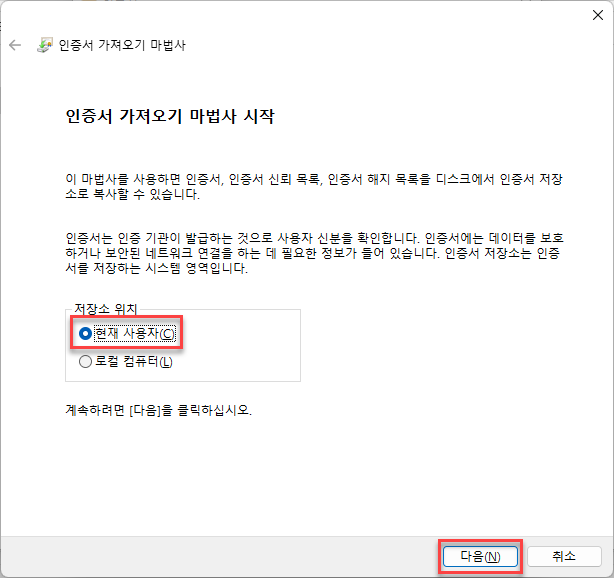 인증서 가져오기 마법사
인증서 가져오기 마법사 시작
이 마법사를 사용하면 인증서, 인증서 신뢰 목록, 인증서 해지 목록을 디스크에서 인증서 저장
소로 복사할 수 있습니다.
인증서는 인증 기관이 발급하는 것으로 사용자 신분을 확인합니다. 인증서에는 데이터를 보호
하거나 보안된 네트워크 연결을 하는 데 필요한 정보가 들어 있습니다. 인증서 저장소는 인증
서를 저장하는 시스템 영역입니다.
저장소 위치
현재 사용자(C)
로컬 컴퓨터(L)
계속하려면 [다음]을 클릭하십시오.
다음(N) 취소